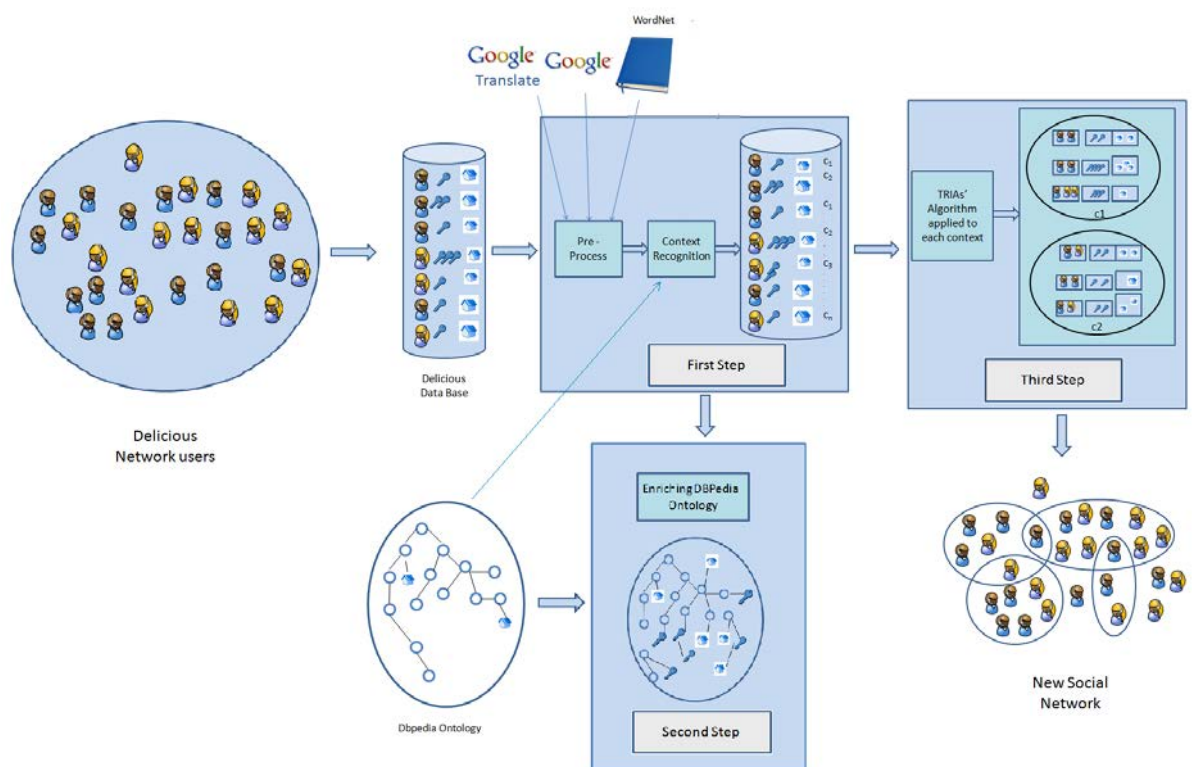 WordNet
Google
Translate
Google
Pre -
Process
Context
Recognition
c1
c2
c1
c2
c3
cn
First Step
TRIAs'
Algorithm
applied to
each context
c1
c2
Third Step
Delicious
Data Base
Delicious
Network users
Enriching DBPedia
Ontology
Second Step
Dbpedia Ontology
New Social
Network